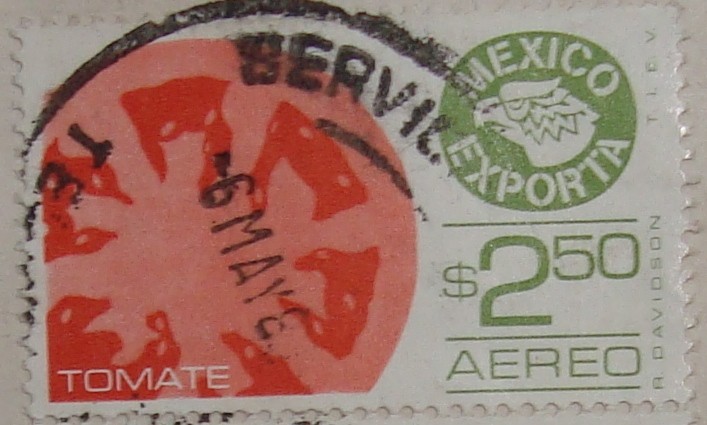 MEXICO
EXPORTA
$2.50
AEREO
TOMATE
T.I.E.V.
R. DAVIDSON
SERVI
-6 MAY